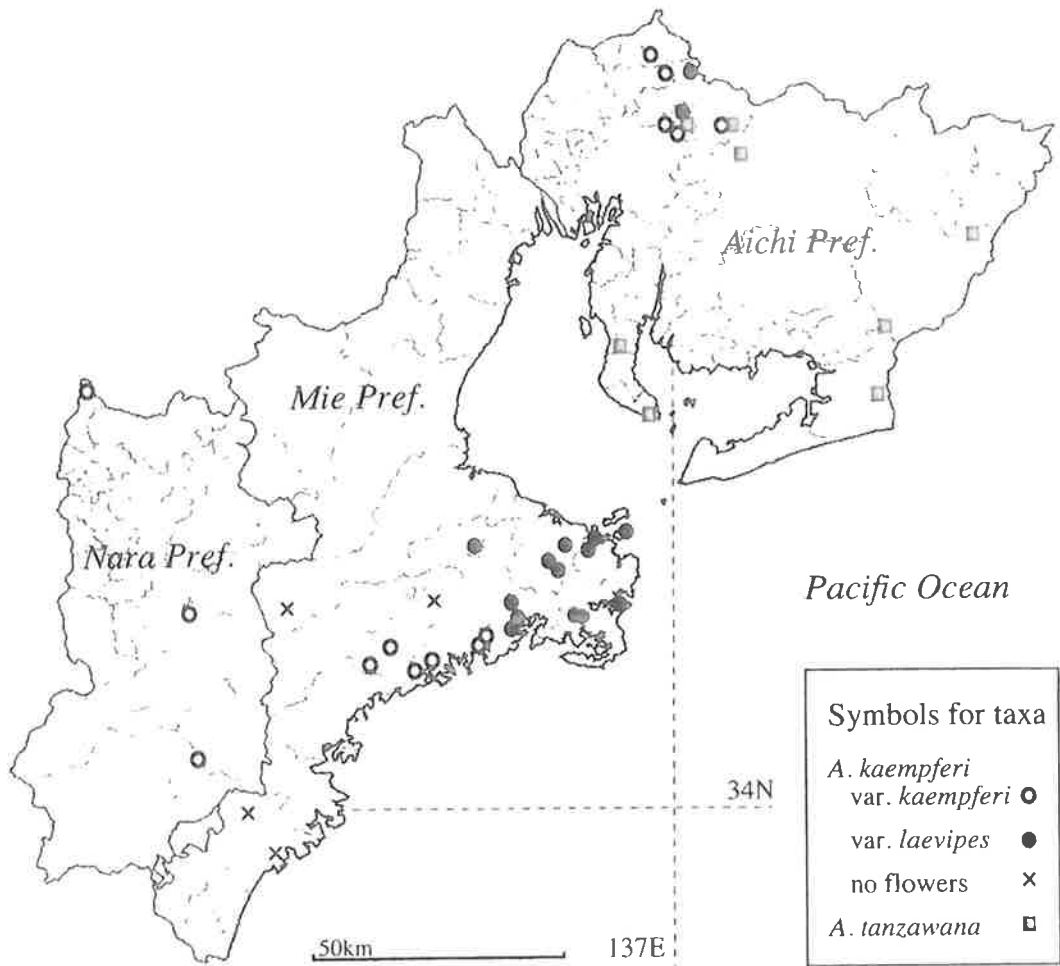 Aichi Pref.
Mie Pref.
Nara Pref.
Pacific Ocean
34N
137E
50km
Symbols for taxa
A. kaempferi
var. kaempferi
var. laevipes
no flowers
A. tanzawana